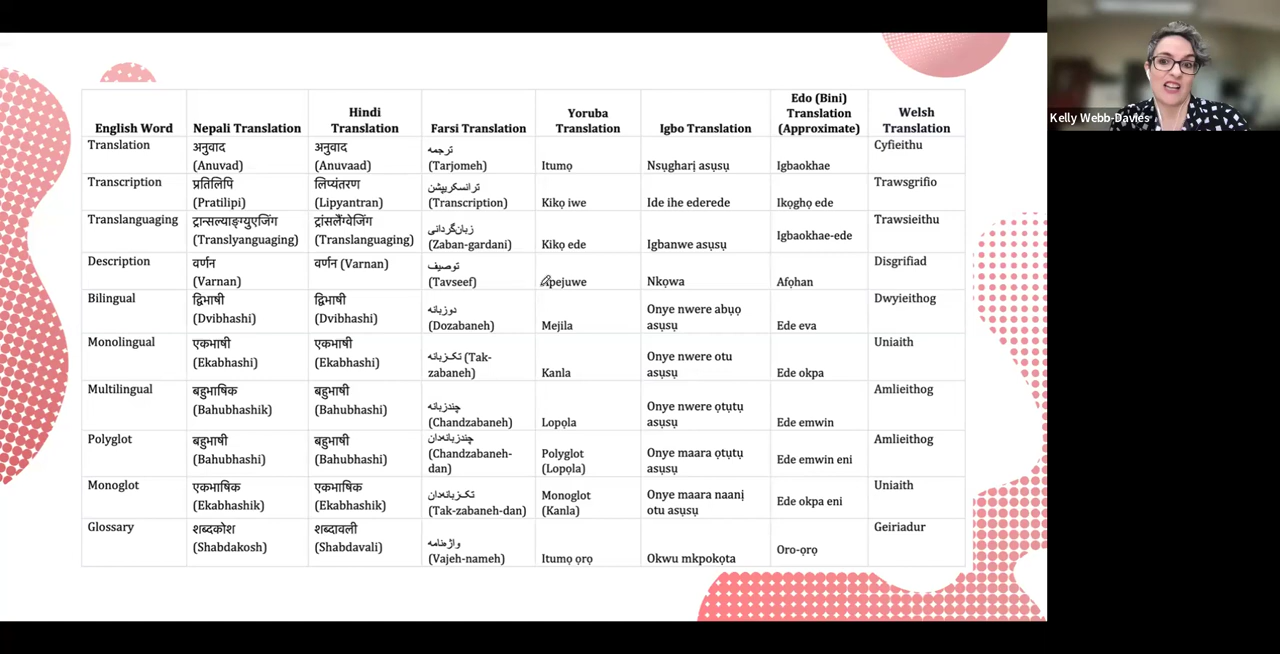 English Word
Nepali Translation
Hindi
Translation
Farsi Translation
Yoruba
Translation
Igbo Translation
Edo (Bini)
Translation
(Approximate)
Welsh
Translation
Translation
अनुवाद
(Anuvad)
अनुवाद
(Anuvaad)
ترجمه
(Tarjomeh)
Itumọ
Nsụgharị asụsụ
Igbaokhae
Cyfieithu
Transcription
प्रतिलिपि
(Pratilipi)
लिप्यंतरण
(Lipyantran)
ترانسکریپشن
(Transcription)
Kikọ iwe
Ide ihe ederede
Ikọghọ ede
Trawsgrifio
Translanguaging
ट्रान्सल्याङ्ग्युएजिंग
(Translyanguaging)
ट्रांसलैंग्वेजिंग
(Translanguaging)
زبان‌گردانی
(Zaban-gardani)
Kikọ ede
Igbanwe asụsụ
Igbaokhae-ede
Trawsieithu
Description
वर्णन
(Varnan)
वर्णन (Varnan)
توصیف
(Tavseef)
Nkọwa
Afọhan
Disgrifiad
Bilingual
द्विभाषी
(Dvibhashi)
द्विभाषी
(Dvibhashi)
دوزبانه
(Dozabaneh)
Mejila
Onye nwere abụọ
asụsụ
Ede eva
Dwyieithog
Monolingual
एकभाषी
(Ekabhashi)
एकभाषी
(Ekabhashi)
تک‌زبانه (Tak-
zabaneh)
Kanla
Onye nwere otu
asụsụ
Ede okpa
Uniaith
Multilingual
बहुभाषिक
(Bahubhashik)
बहुभाषी
(Bahubhashi)
چندزبانه
(Chandzabaneh)
Lopọla
Onye nwere ọtụtụ
asụsụ
Ede emwin
Amlieithog
Polyglot
बहुभाषी
(Bahubhashi)
बहुभाषी
(Bahubhashi)
چندزبانه‌دان
(Chandzabaneh-
dan)
Polyglot
(Lopọla)
Onye maara ọtụtụ
asụsụ
Ede emwin eni
Amlieithog
Monoglot
एकभाषिक
(Ekabhashik)
एकभाषिक
(Ekabhashik)
تک‌زبانه‌دان
(Tak-zabaneh-dan)
Monoglot
(Kanla)
Onye maara naanị
otu asụsụ
Ede okpa eni
Uniaith
Glossary
शब्दकोश
(Shabdakosh)
शब्दावली
(Shabdavali)
واژه‌نامه
(Vajeh-nameh)
Itumọ ọrọ
Okwu mkpokọta
Oro-ọrọ
Geiriadur
Kelly Webb-Davies